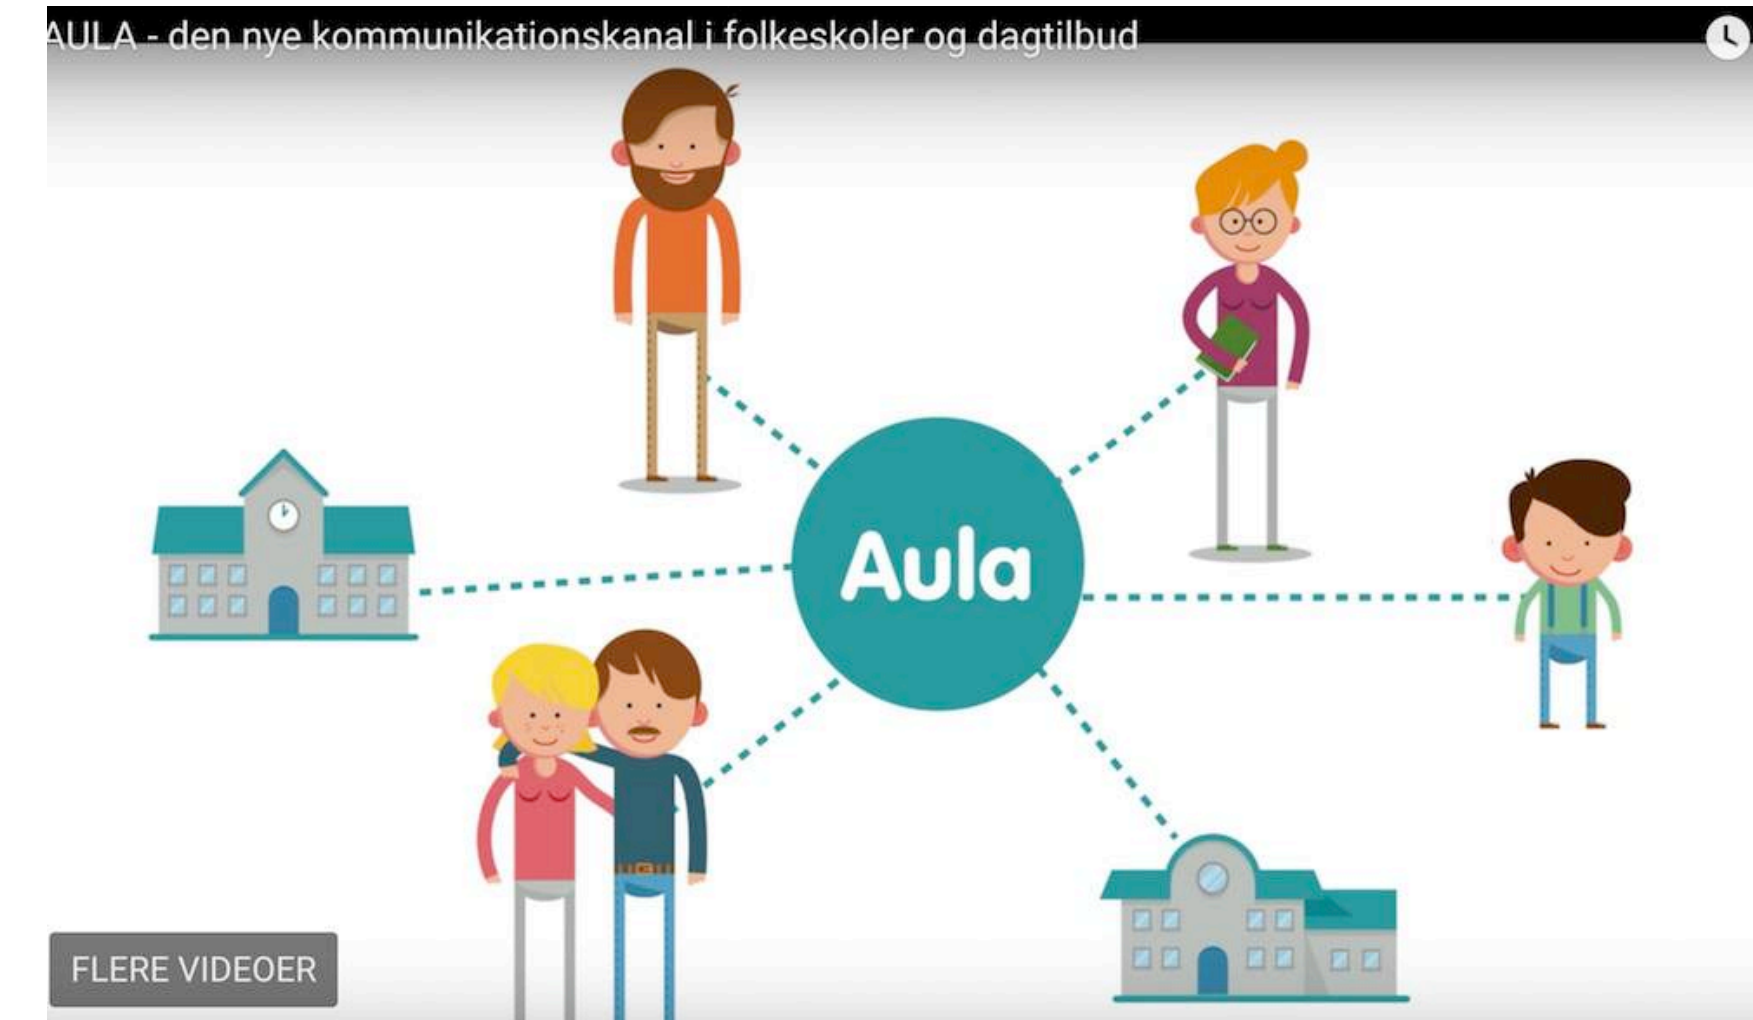 AULA - den nye kommunikationskanal i folkeskoler og dagtilbud
Aula
FLERE VIDEOER